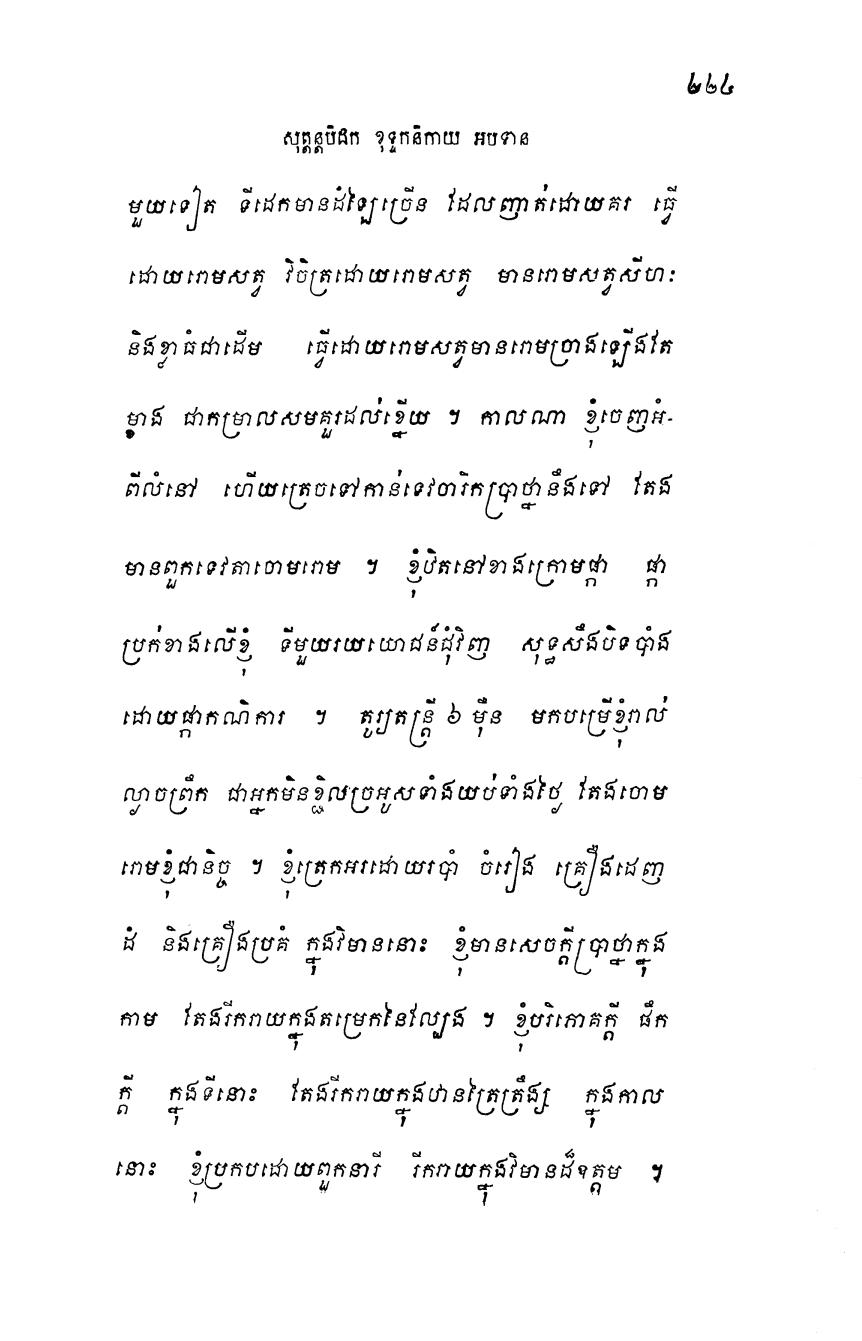 ២២៤
សុត្តន្តបិដក ខុទ្ទកនិកាយ អបទាន
មួយទៀត ទីដេកមានដំឡៃច្រើន ដែលញាត់ដោយគរ ធ្វើ
ដោយរោមសត្វ វិចិត្រដោយរោមសត្វ មានរោមសត្វសីហៈ
និងខ្លាធំជាដើម ធ្វើដោយរោមសត្វមានរោមប្រាងឡើងតែ
ម្ខាង ជាកម្រាលសមគួរដល់ខ្នើយ ។ កាលណា ខ្ញុំចេញអំ-
ពីលំនៅ ហើយត្រេចទៅកាន់ទេវចារិកប្រាថ្នានឹងទៅ តែង
មានពួកទេវតាចោមរោម ។ ខ្ញុំឋិតនៅខាងក្រោមផ្កា ផ្កា
ប្រក់ខាងលើខ្ញុំ ទីមួយរយយោជន៍ជុំវិញ សុទ្ធសឹងបិទបាំង
ដោយផ្កាកណិការ ។ តូរ្យតន្ត្រី ៦ ម៉ឺន មកបម្រើខ្ញុំរាល់
ល្ងាចព្រឹក ជាអ្នកមិនខ្ជិលច្រអូសទាំងយប់ទាំងថ្ងៃ តែងចោម
រោមខ្ញុំជានិច្ច ។ ខ្ញុំត្រេកអរដោយរបាំ ចំរៀង គ្រឿងដេញ
ដំ និងគ្រឿងប្រគំ ក្នុងវិមាននោះ ខ្ញុំមានសេចក្តីប្រាថ្នាក្នុង
កាម តែងរីករាយក្នុងតម្រេកនៃល្បែង ។ ខ្ញុំបរិភោគក្តី ផឹក
ក្តី ក្នុងទីនោះ តែងរីករាយក្នុងឋានត្រៃត្រឹង្ស ក្នុងកាល
នោះ ខ្ញុំប្រកបដោយពួកនារី រីករាយក្នុងវិមានដ៏ឧត្តម ។